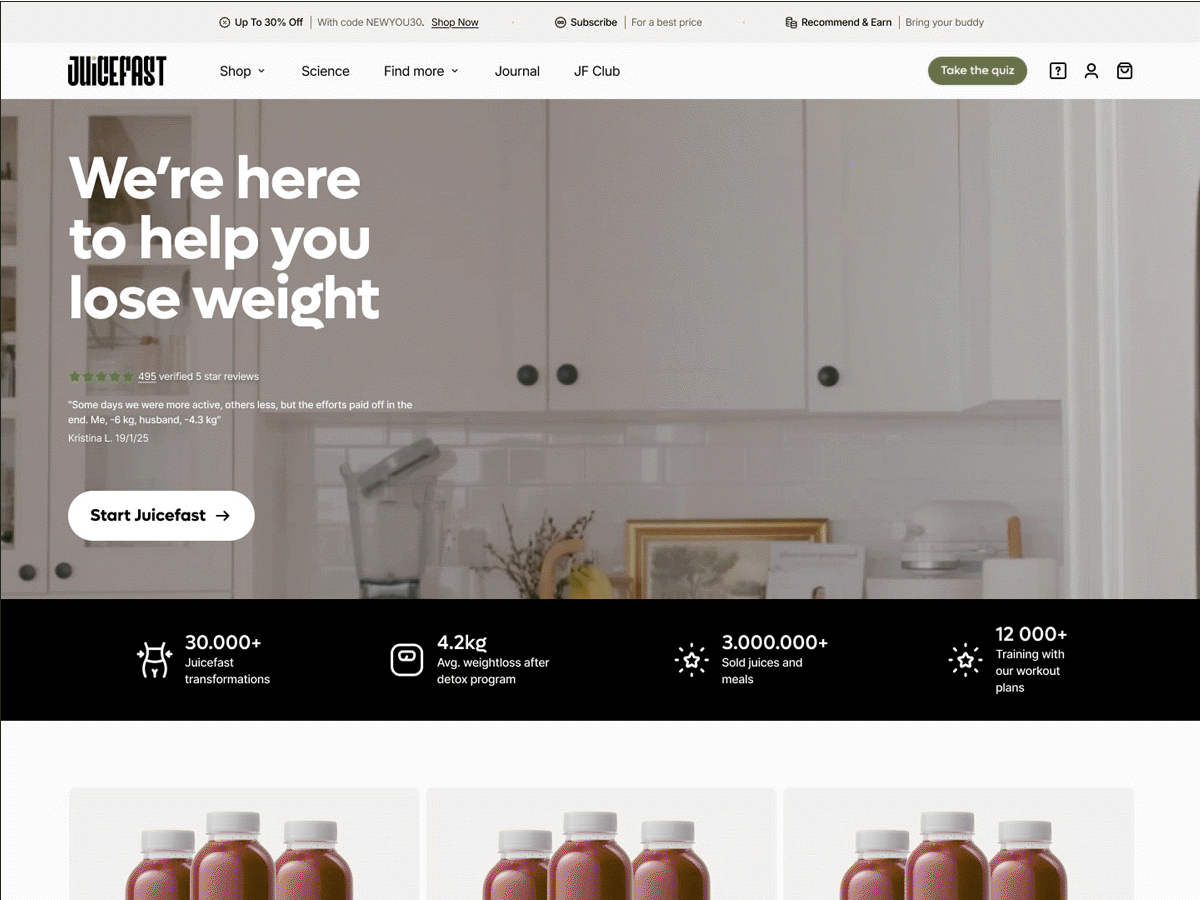 Up To 30% Off With code NEWYOU30. Shop Now · Subscribe For a best price · Recommend & Earn Bring your buddy
JUICEFAST Shop Science Find more Journal JF Club Take the quiz ?
We're here
to help you
lose weight
495 verified 5 star reviews
"Some days we were more active, others less, but the efforts paid off in the
end. Me, -6 kg, husband, -4.3 kg"
Kristina L. 19/1/25
Start Juicefast →
30.000+
Juicefast
transformations
4.2kg
Avg. weightloss after
detox program
3.000.000+
Sold juices and
meals
12 000+
Training with
our workout
plans